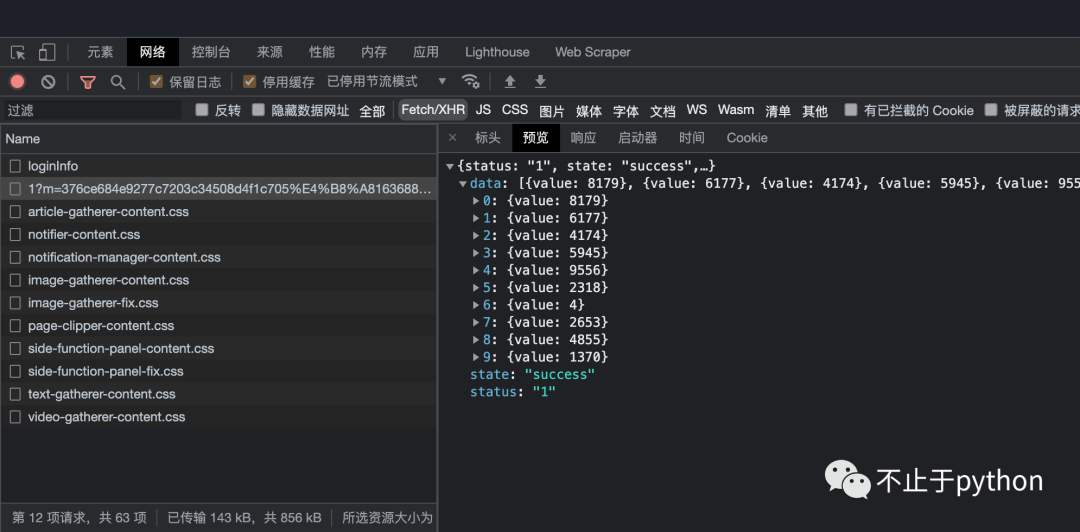 元素 网络 控制台 来源 性能 内存 应用 Lighthouse Web Scraper
保留日志 停用缓存 已停用节流模式
过滤 反转 隐藏数据网址 全部 Fetch/XHR JS CSS 图片 媒体 字体 文档 WS Wasm 清单 其他 有已拦截的 Cookie 被屏蔽的请求
Name × 标头 预览 响应 启动器 时间 Cookie
loginInfo
1?m=376ce684e9277c7203c34508d4f1c705%E4%B8%A8163688...
article-gatherer-content.css
notifier-content.css
notification-manager-content.css
image-gatherer-content.css
image-gatherer-fix.css
page-clipper-content.css
side-function-panel-content.css
side-function-panel-fix.css
text-gatherer-content.css
video-gatherer-content.css
第 12 项请求，共 63 项 已传输 143 kB，共 856 kB 所选资源大小为
▼{status: "1", state: "success",…}
▼data: [{value: 8179}, {value: 6177}, {value: 4174}, {value: 5945}, {value: 955
▶0: {value: 8179}
▶1: {value: 6177}
▶2: {value: 4174}
▶3: {value: 5945}
▶4: {value: 9556}
▶5: {value: 2318}
▶6: {value: 4}
▶7: {value: 2653}
▶8: {value: 4855}
▶9: {value: 1370}
state: "success"
status: "1"
不止于python